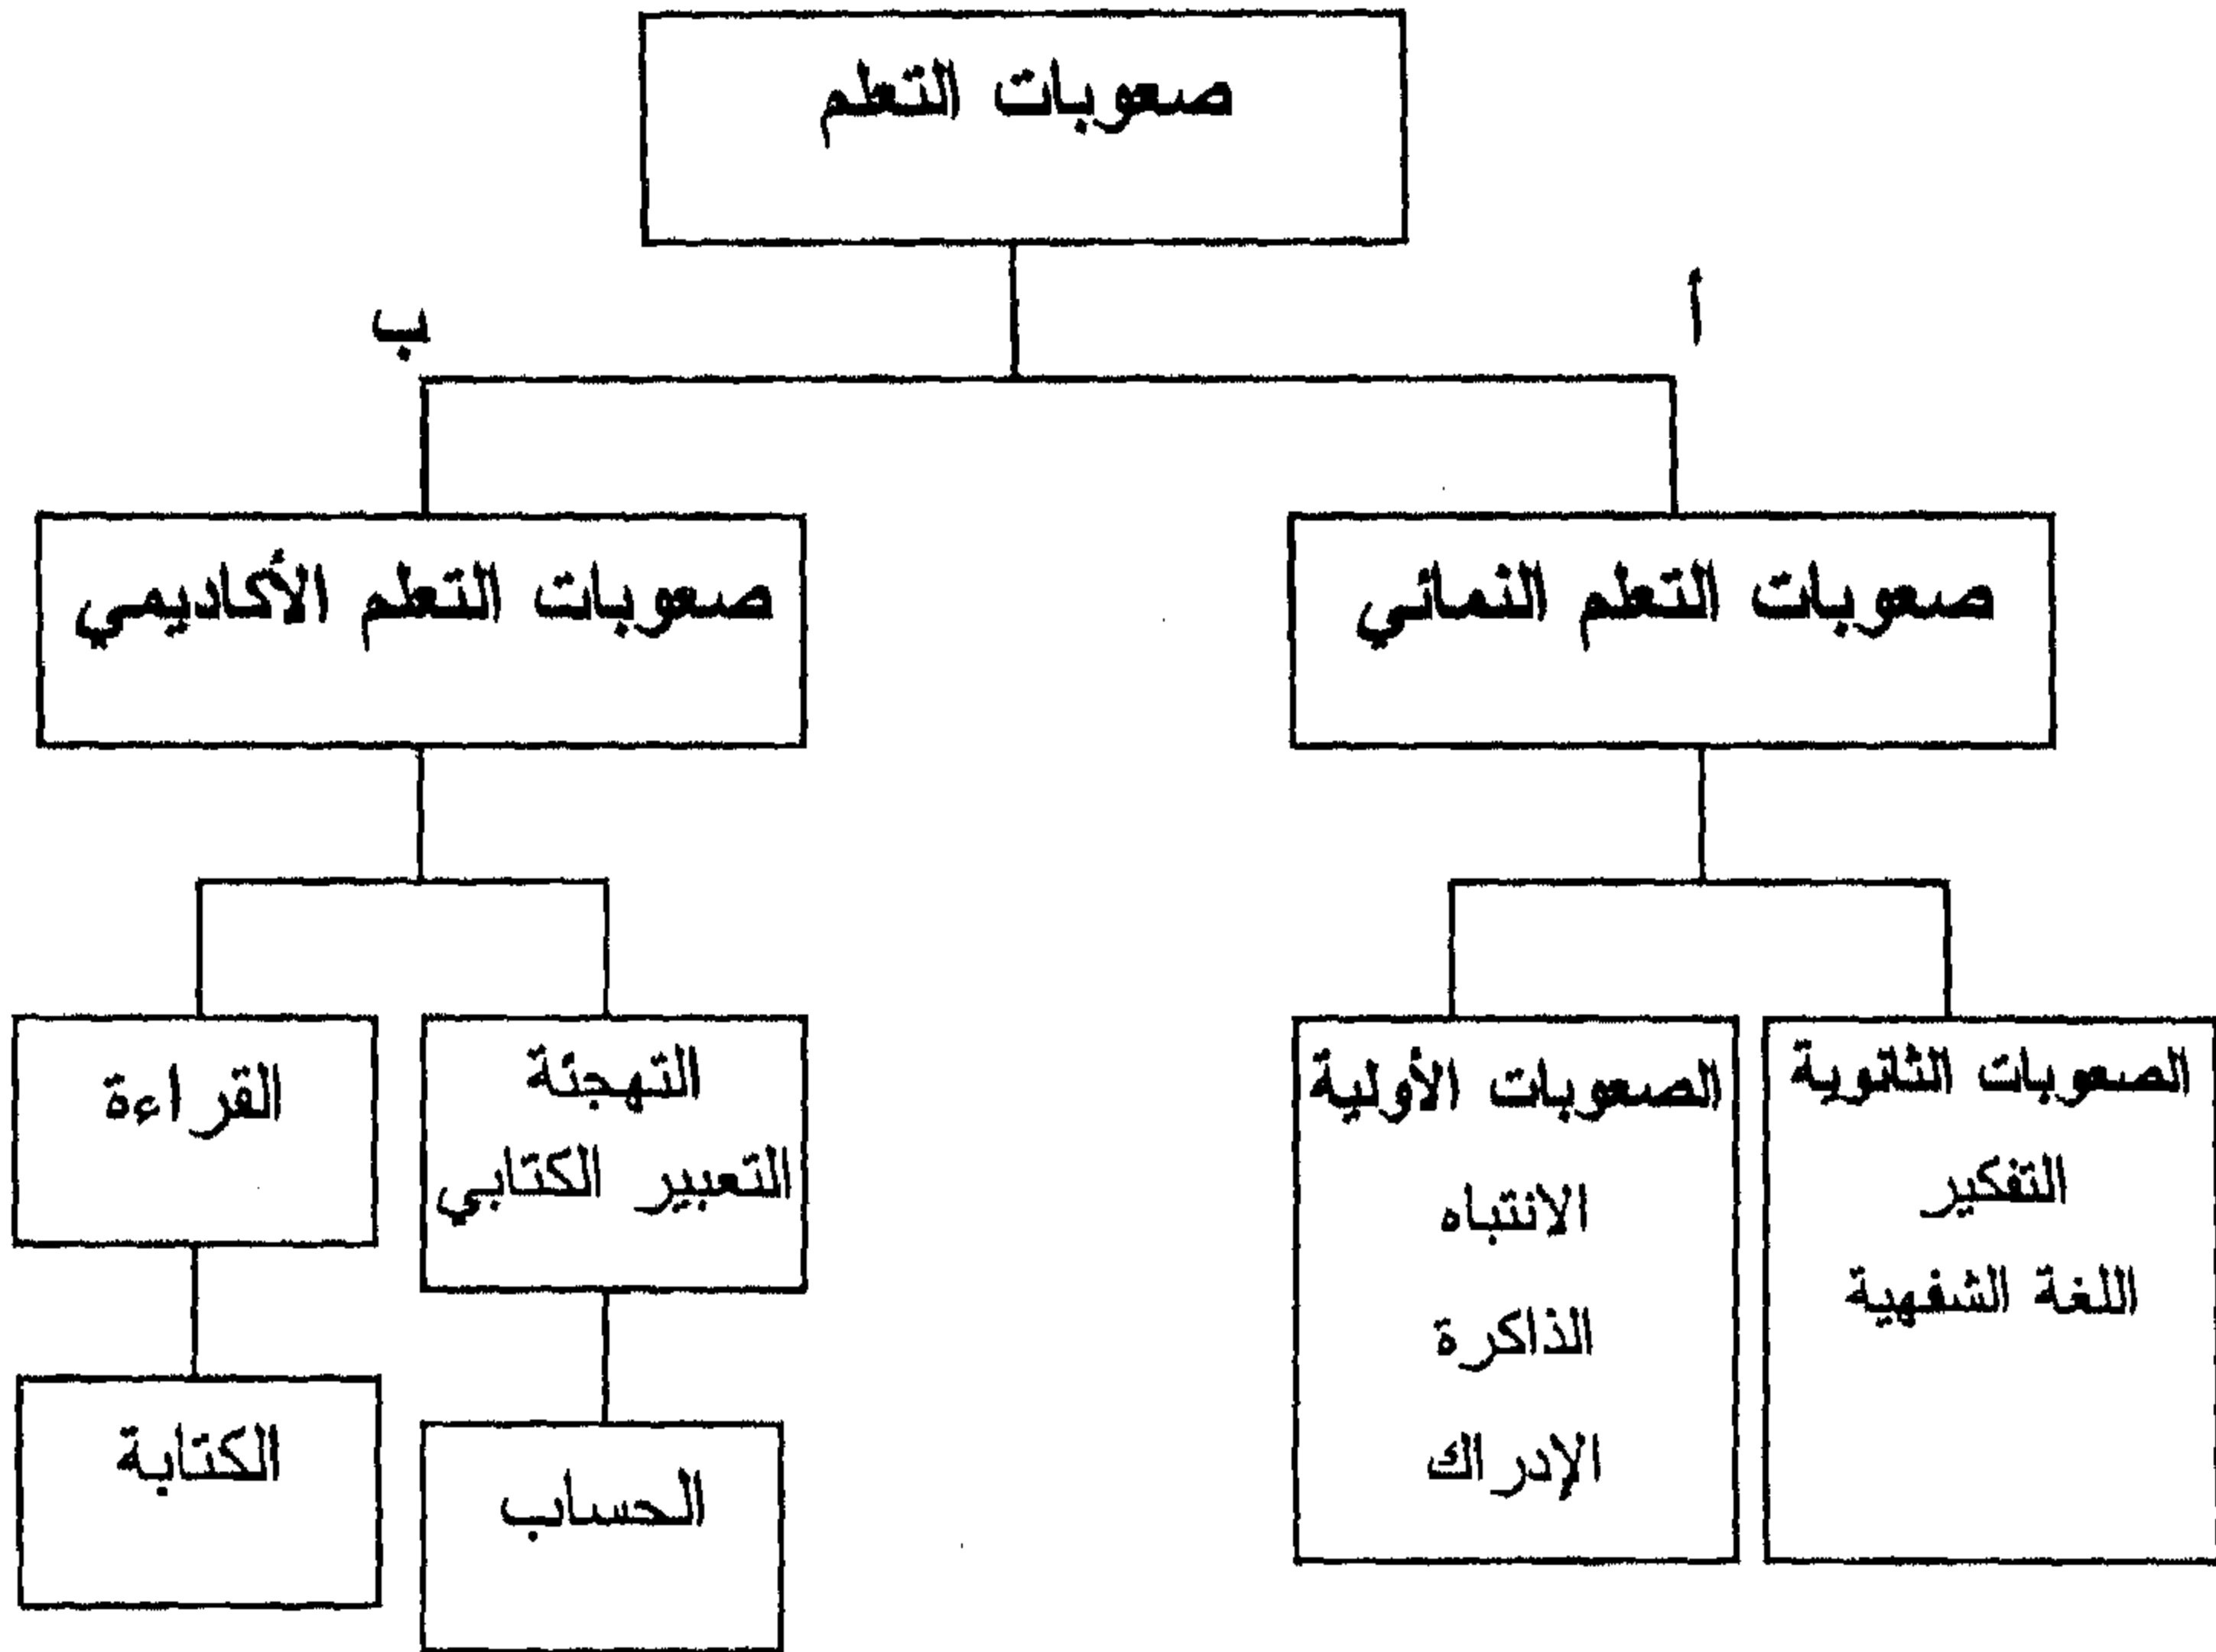 صعوبات التعلم
أ
ب
صعوبات التعلم النمائي
صعوبات التعلم الأكاديمي
الصعوبات الثانوية
التفكير
اللغة الشفهية
الصعوبات الأولية
الانتباه
الذاكرة
الإدراك
التهجئة
التعبير الكتابي
الحساب
القراءة
الكتابة